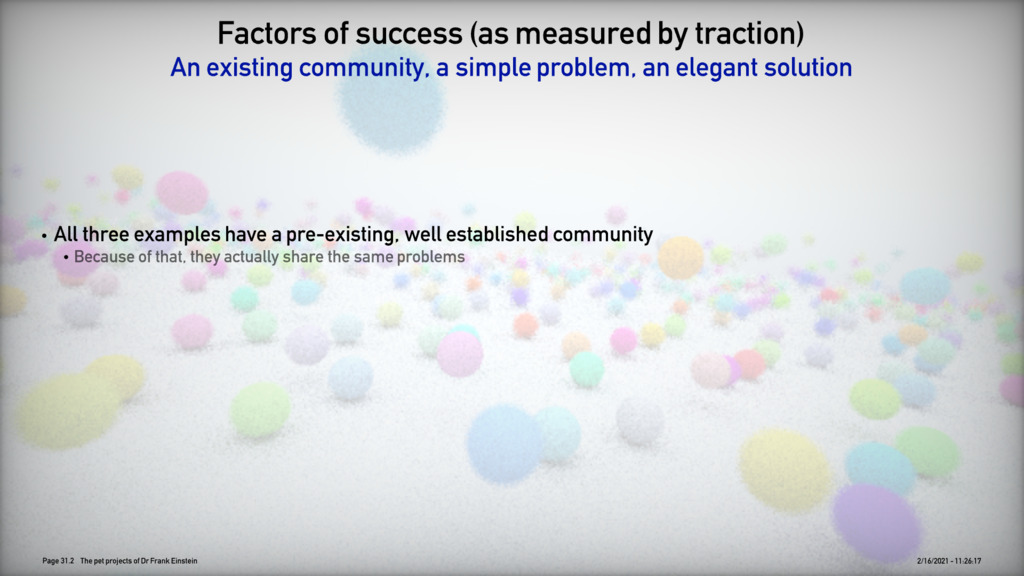 Factors of success (as measured by traction)
An existing community, a simple problem, an elegant solution
• All three examples have a pre-existing, well established community
• Because of that, they actually share the same problems
Page 31.2 The pet projects of Dr Frank Einstein
2/16/2021 - 11:26:17